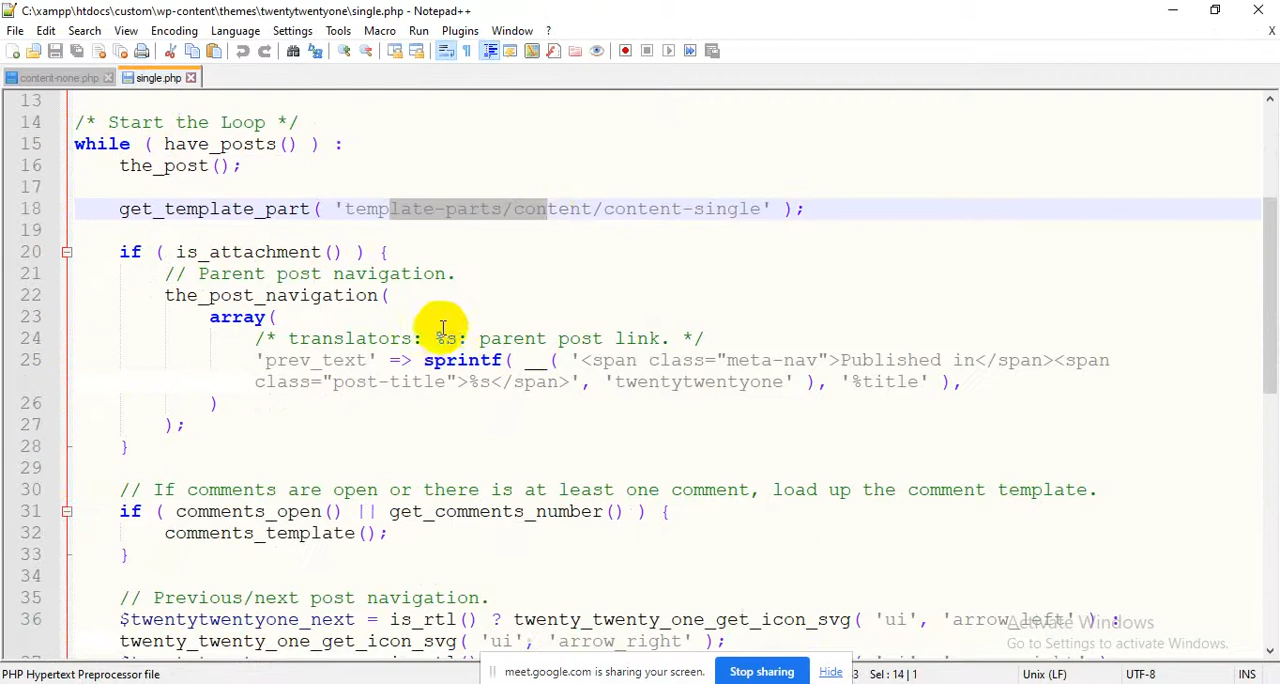 C:\xampp\htdocs\custom\wp-content\themes\twentytwentyone\single.php - Notepad++
File Edit Search View Encoding Language Settings Tools Macro Run Plugins Window ?
X
content-none.php single.php
13
14 /* Start the Loop */
15 while ( have_posts() ) :
16 the_post();
17
18 get_template_part( 'template-parts/content/content-single' );
19
20 if ( is_attachment() ) {
21 // Parent post navigation.
22 the_post_navigation(
23 array(
24 /* translators: %s: parent post link. */
25 'prev_text' => sprintf( __( '<span class="meta-nav">Published in</span><span
class="post-title">%s</span>', 'twentytwentyone' ), '%title' ),
26 )
27 );
28 }
29
30 // If comments are open or there is at least one comment, load up the comment template.
31 if ( comments_open() || get_comments_number() ) {
32 comments_template();
33 }
34
35 // Previous/next post navigation.
36 $twentytwentyone_next = is_rtl() ? twenty_twenty_one_get_icon_svg( 'ui', 'arrow_left' ) :
twenty_twenty_one_get_icon_svg( 'ui', 'arrow_right' );
Activate Windows
Go to Settings to activate Windows.
meet.google.com is sharing your screen. Stop sharing Hide
PHP Hypertext Preprocessor file
Sel : 14 | 1 Unix (LF) UTF-8 INS